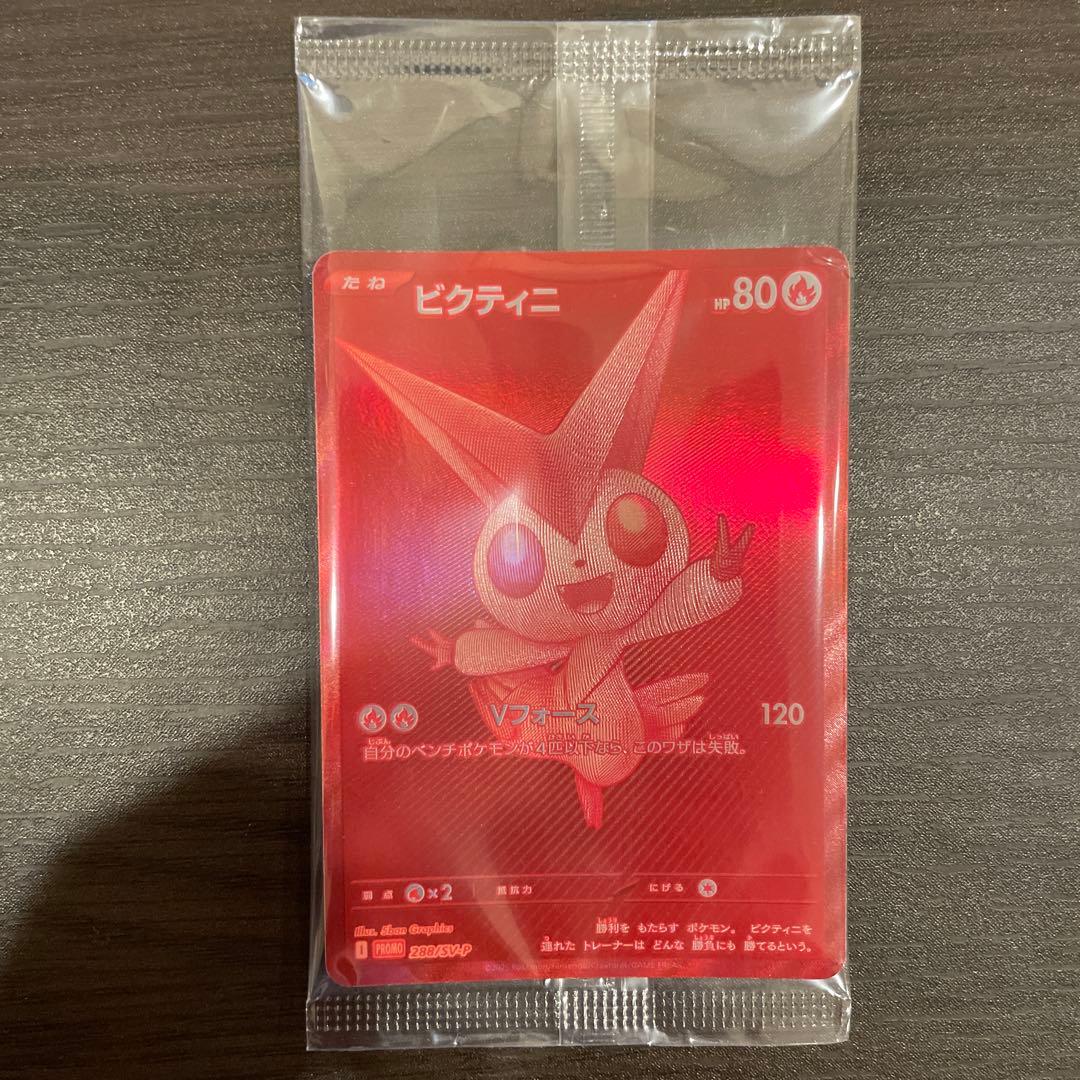 たね ビクティニ HP80
Vフォース 120
自分のベンチポケモンが4匹以下なら、このワザは失敗。
弱点 ×2 抵抗力 にげる
Illus. 5ban Graphics
勝利を もたらす ポケモン。 ビクティニを
I PROMO 288/SV-P
連れた トレーナーは どんな 勝負にも 勝てるという。